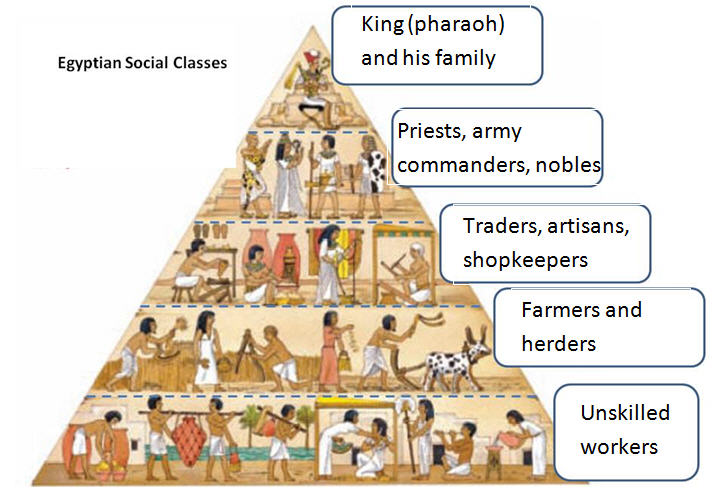 Egyptian Social Classes
King (pharaoh)
and his family
Priests, army
commanders, nobles
Traders, artisans,
shopkeepers
Farmers and
herders
Unskilled
workers